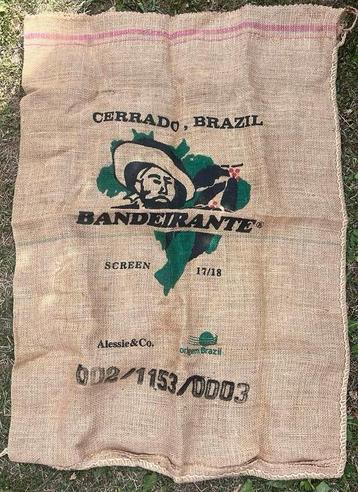 CERRADO, BRAZIL
BANDEIRANTE®
SCREEN 17/18
Alessie&Co.
origem Brazil
002/1153/0003